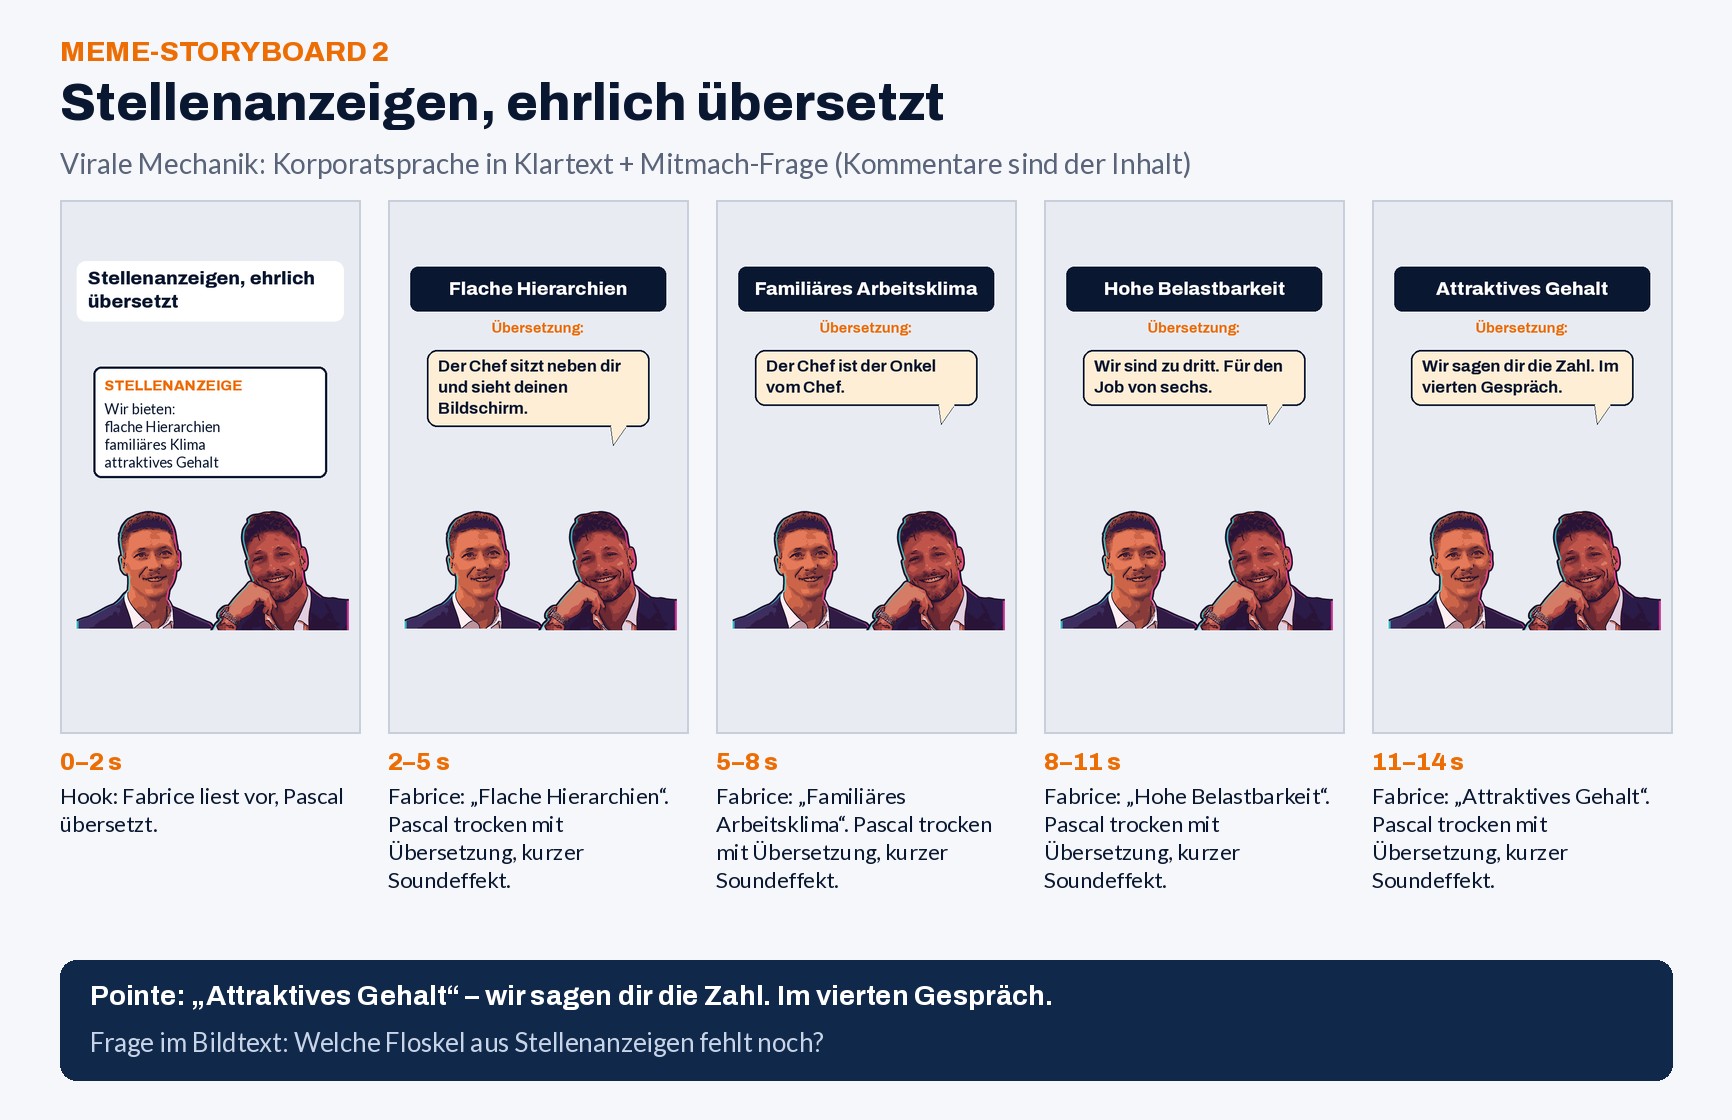 MEME-STORYBOARD 2
Stellenanzeigen, ehrlich übersetzt
Virale Mechanik: Korporatsprache in Klartext + Mitmach-Frage (Kommentare sind der Inhalt)
Stellenanzeigen, ehrlich
übersetzt
STELLENANZEIGE
Wir bieten:
flache Hierarchien
familiäres Klima
attraktives Gehalt
0–2 s
Hook: Fabrice liest vor, Pascal
übersetzt.
Flache Hierarchien
Übersetzung:
Der Chef sitzt neben dir
und sieht deinen
Bildschirm.
2–5 s
Fabrice: „Flache Hierarchien“.
Pascal trocken mit
Übersetzung, kurzer
Soundeffekt.
Familiäres Arbeitsklima
Übersetzung:
Der Chef ist der Onkel
vom Chef.
5–8 s
Fabrice: „Familiäres
Arbeitsklima“. Pascal trocken
mit Übersetzung, kurzer
Soundeffekt.
Hohe Belastbarkeit
Übersetzung:
Wir sind zu dritt. Für den
Job von sechs.
8–11 s
Fabrice: „Hohe Belastbarkeit“.
Pascal trocken mit
Übersetzung, kurzer
Soundeffekt.
Attraktives Gehalt
Übersetzung:
Wir sagen dir die Zahl. Im
vierten Gespräch.
11–14 s
Fabrice: „Attraktives Gehalt“.
Pascal trocken mit
Übersetzung, kurzer
Soundeffekt.
Pointe: „Attraktives Gehalt“ – wir sagen dir die Zahl. Im vierten Gespräch.
Frage im Bildtext: Welche Floskel aus Stellenanzeigen fehlt noch?